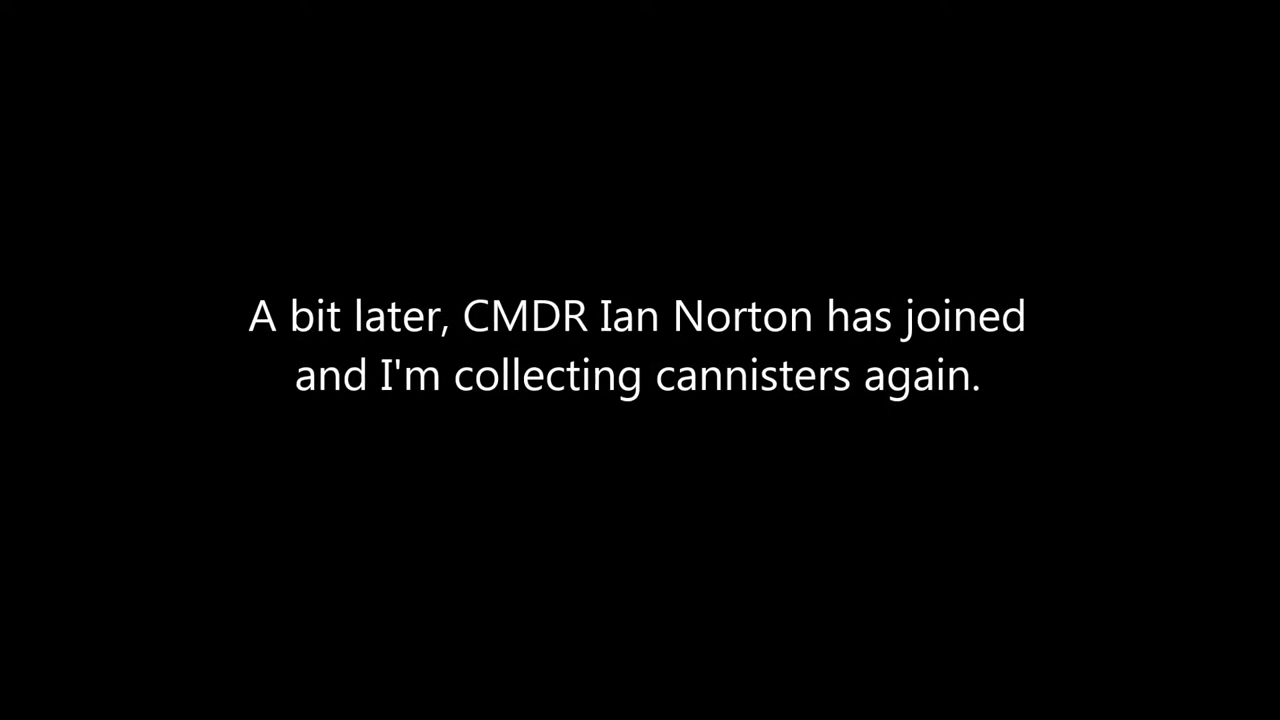 A bit later, CMDR Ian Norton has joined
and I'm collecting cannisters again.